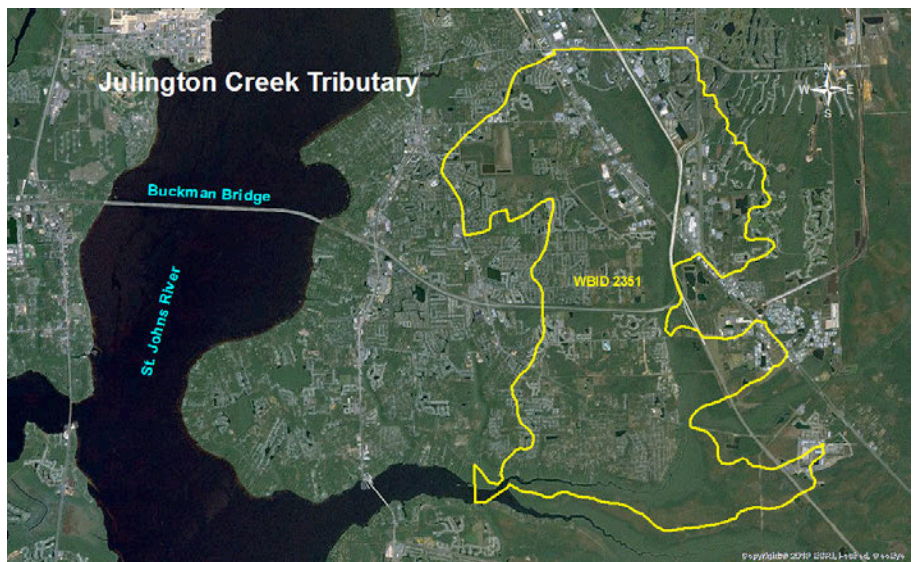 Julington Creek Tributary
N
W E
S
Buckman Bridge
St. Johns River
WBID 2351